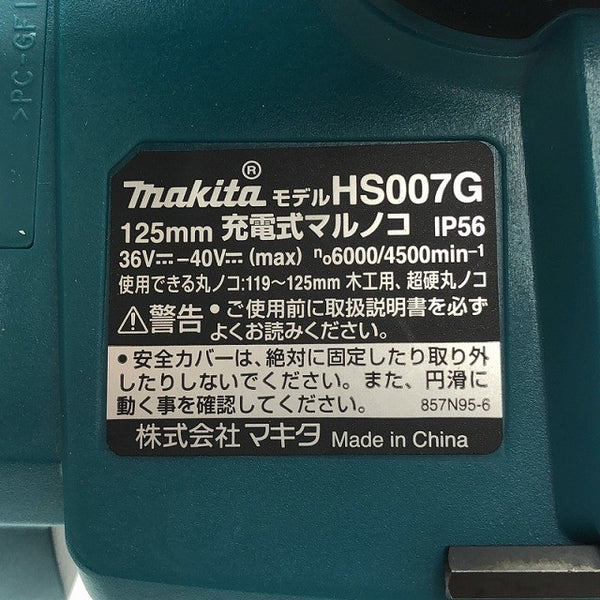 >PC-GFI
makita® モデルHS007G
125mm 充電式マルノコ IP56
36V⎓-40V⎓(max) n₀6000/4500min⁻¹
使用できる丸ノコ:119～125mm 木工用、超硬丸ノコ
⚠警告 •ご使用前に取扱説明書を必ず
よくお読みください。
•安全カバーは、絶対に固定したり取り外
したりしないでください。また、円滑に
動く事を確認してください。 857N95-6
株式会社マキタ Made in China